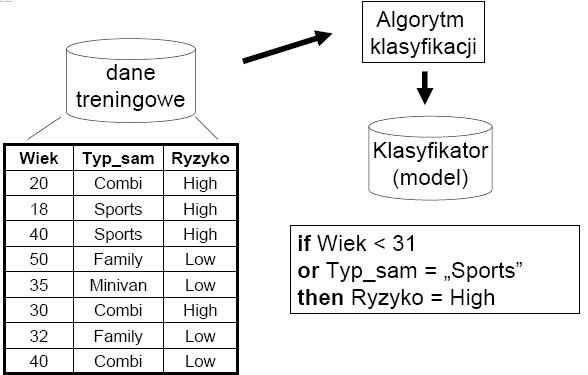 dane
treningowe
Algorytm
klasyfikacji
Klasyfikator
(model)
Wiek Typ_sam Ryzyko
20 Combi High
18 Sports High
40 Sports High
50 Family Low
35 Minivan Low
30 Combi High
32 Family Low
40 Combi Low
if Wiek < 31
or Typ_sam = „Sports”
then Ryzyko = High